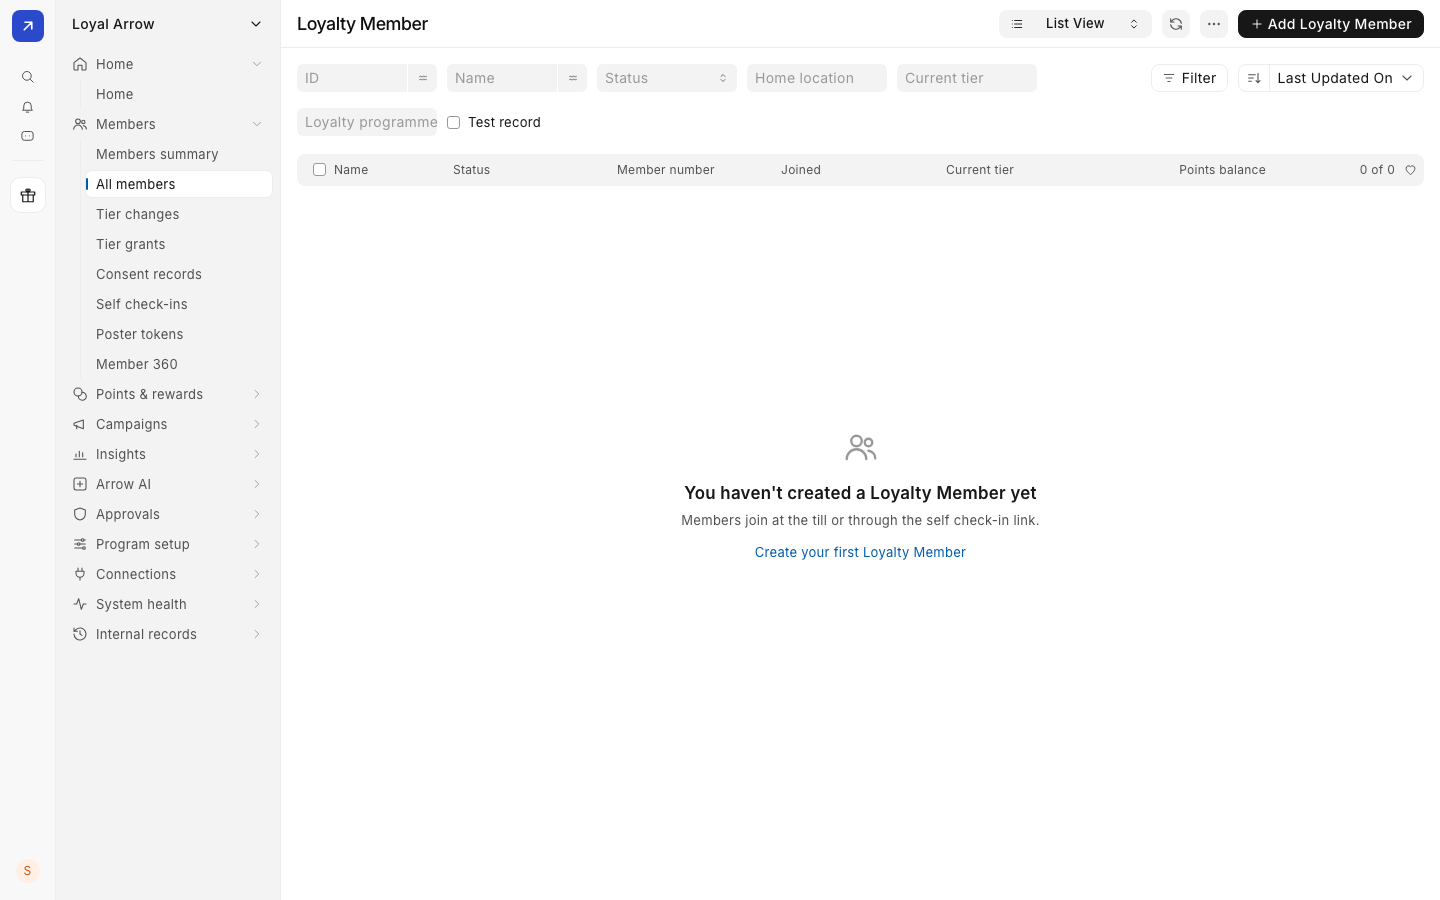 Loyal Arrow
Home
Home
Members
Members summary
All members
Tier changes
Tier grants
Consent records
Self check-ins
Poster tokens
Member 360
Points & rewards
Campaigns
Insights
Arrow AI
Approvals
Program setup
Connections
System health
Internal records
S
Loyalty Member
List View
Add Loyalty Member
ID
=
Name
=
Status
Home location
Current tier
Filter
Last Updated On
Loyalty programme
Test record
Name
Status
Member number
Joined
Current tier
Points balance
0 of 0
You haven't created a Loyalty Member yet
Members join at the till or through the self check-in link.
Create your first Loyalty Member